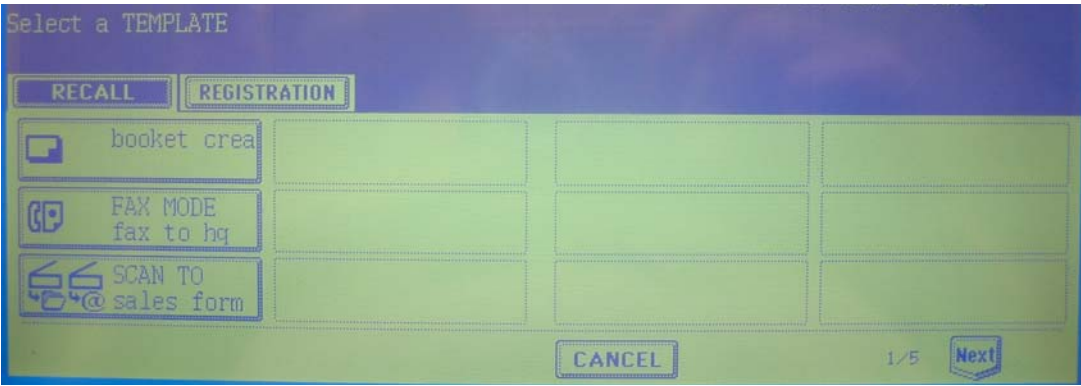 Select a TEMPLATE
RECALL REGISTRATION
booket crea
FAX MODE
fax to hq
SCAN TO
@ sales form
CANCEL 1/5 Next